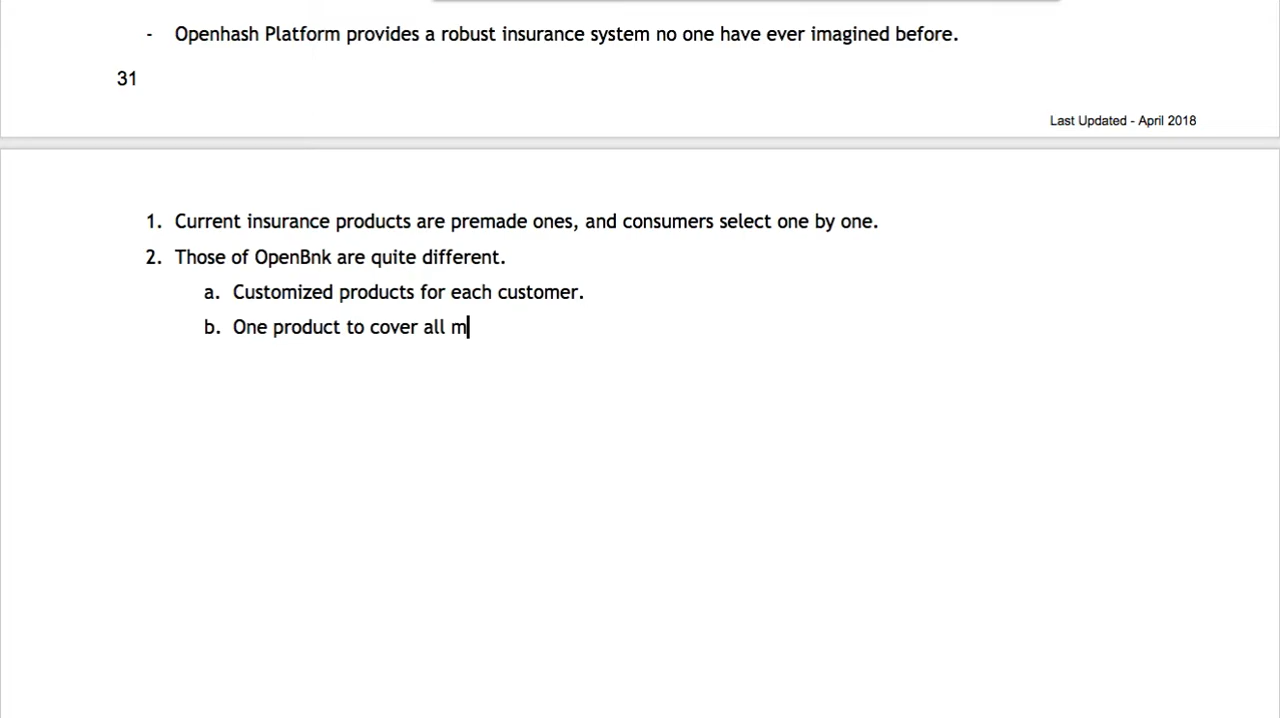 - Openhash Platform provides a robust insurance system no one have ever imagined before.
31
Last Updated - April 2018
1. Current insurance products are premade ones, and consumers select one by one.
2. Those of OpenBnk are quite different.
a. Customized products for each customer.
b. One product to cover all m